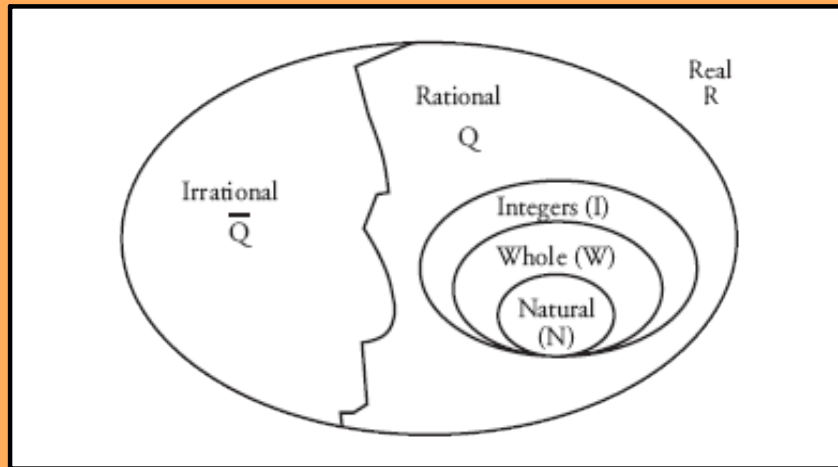 Real
R
Rational
Q
Irrational
Q̅
Integers (I)
Whole (W)
Natural
(N)